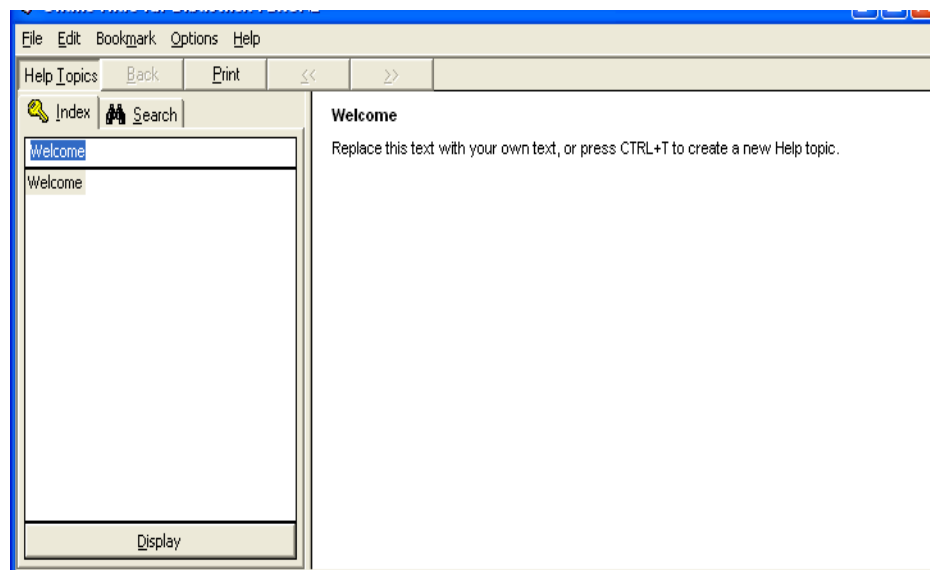 File Edit Bookmark Options Help
Help Topics Back Print << >>
Index Search
Welcome
Welcome
Display
Welcome
Replace this text with your own text, or press CTRL+T to create a new Help topic.